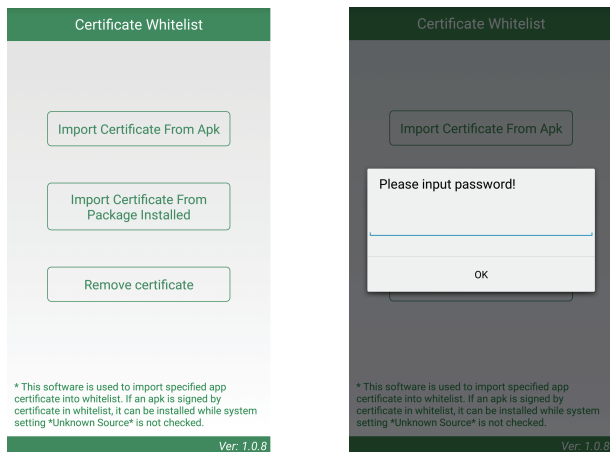 Certificate Whitelist
Import Certificate From Apk
Import Certificate From
Package Installed
Remove certificate
* This software is used to import specified app
certificate into whitelist. If an apk is signed by
certificate in whitelist, it can be installed while system
setting *Unknown Source* is not checked.
Ver: 1.0.8
Certificate Whitelist
Import Certificate From Apk
Please input password!
OK
* This software is used to import specified app
certificate into whitelist. If an apk is signed by
certificate in whitelist, it can be installed while system
setting *Unknown Source* is not checked.
Ver: 1.0.8